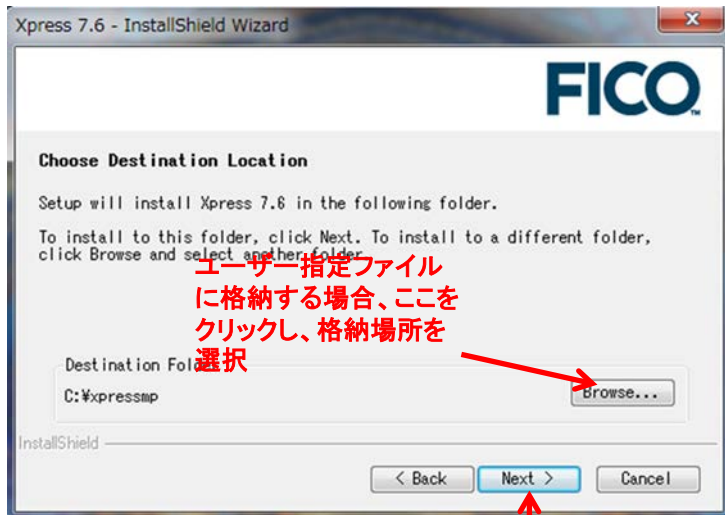 Xpress 7.6 - InstallShield Wizard
FICO
Choose Destination Location
Setup will install Xpress 7.6 in the following folder.
To install to this folder, click Next. To install to a different folder,
click Browse and select another folder.
ユーザー指定ファイル
に格納する場合、ここを
クリックし、格納場所を
選択
Destination Folder
C:¥xpressmp
Browse...
InstallShield
< Back
Next >
Cancel